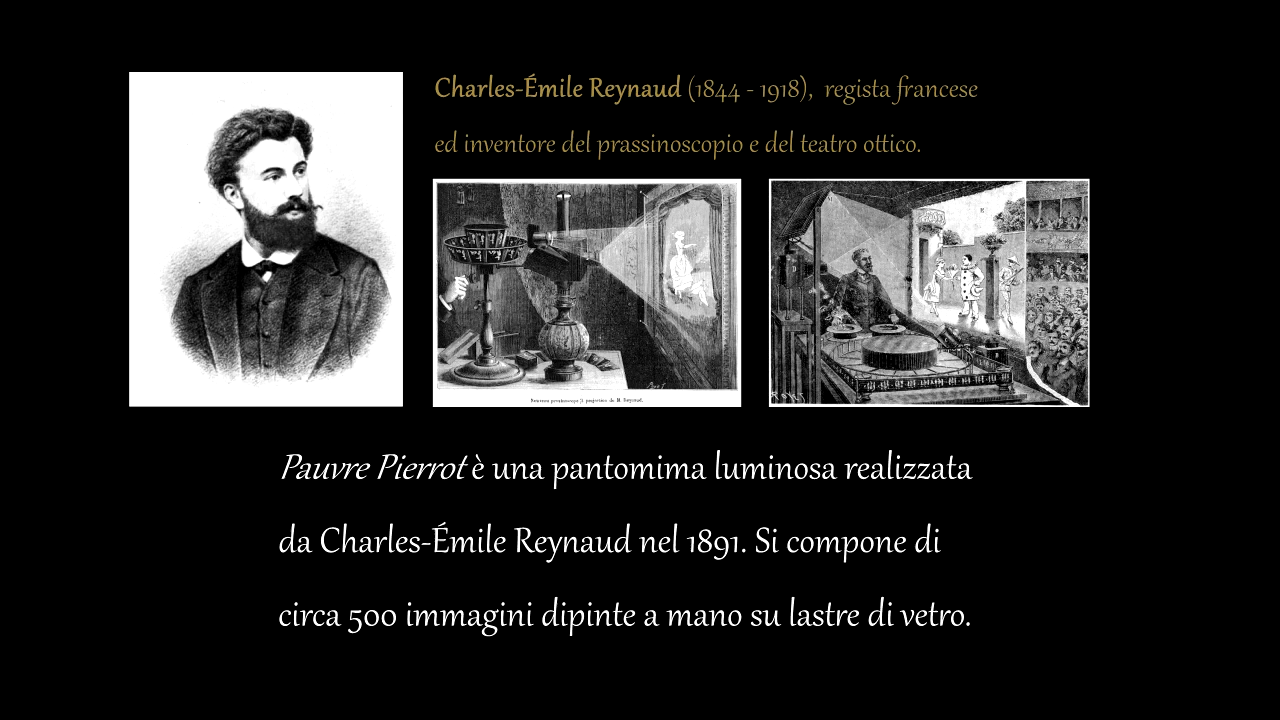 Charles-Émile Reynaud (1844 - 1918), regista francese
ed inventore del prassinoscopio e del teatro ottico.
Pauvre Pierrot è una pantomima luminosa realizzata
da Charles-Émile Reynaud nel 1891. Si compone di
circa 500 immagini dipinte a mano su lastre di vetro.